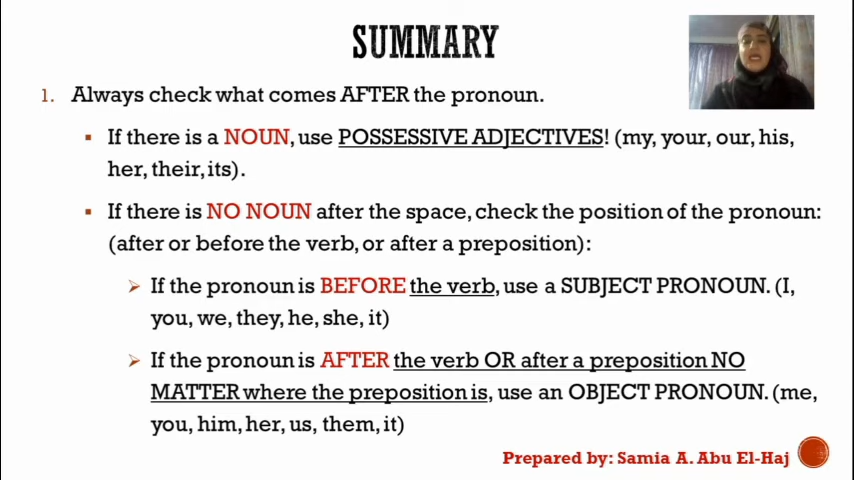 SUMMARY
1. Always check what comes AFTER the pronoun.
▪ If there is a NOUN, use POSSESSIVE ADJECTIVES! (my, your, our, his,
her, their, its).
▪ If there is NO NOUN after the space, check the position of the pronoun:
(after or before the verb, or after a preposition):
➢ If the pronoun is BEFORE the verb, use a SUBJECT PRONOUN. (I,
you, we, they, he, she, it)
➢ If the pronoun is AFTER the verb OR after a preposition NO
MATTER where the preposition is, use an OBJECT PRONOUN. (me,
you, him, her, us, them, it)
Prepared by: Samia A. Abu El-Haj